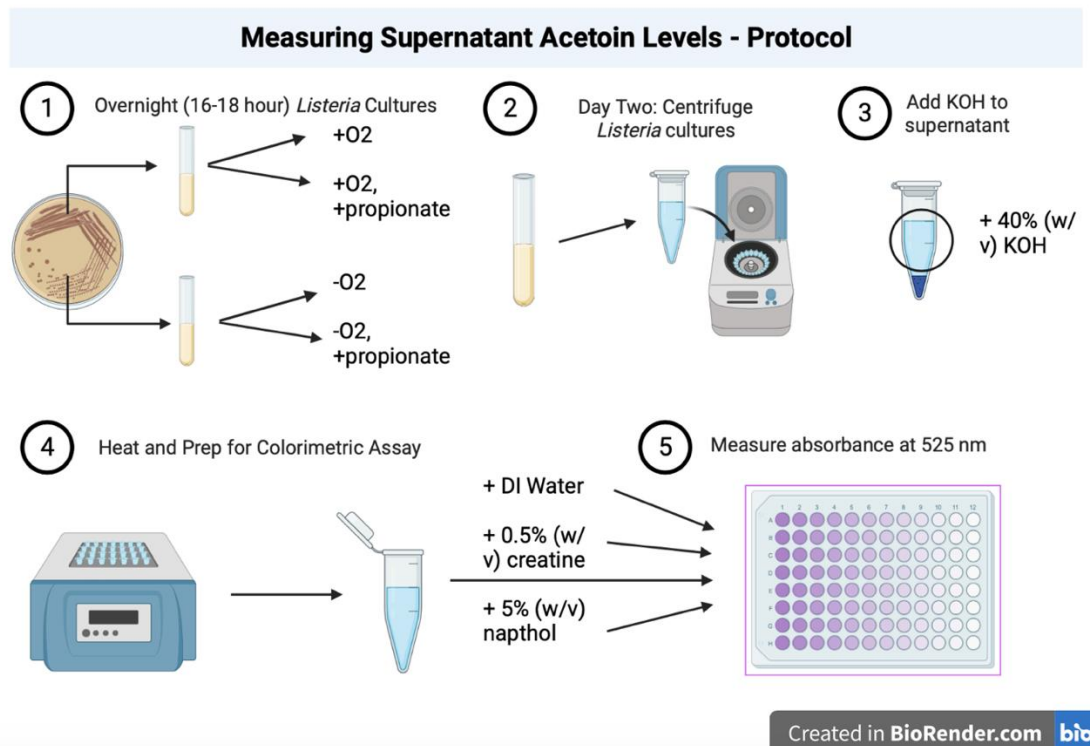 Measuring Supernatant Acetoin Levels - Protocol
1
Overnight (16-18 hour) Listeria Cultures
+O2
+O2,
+propionate
-O2
-O2,
+propionate
2
Day Two: Centrifuge
Listeria cultures
3
Add KOH to
supernatant
+ 40% (w/
v) KOH
4
Heat and Prep for Colorimetric Assay
+ DI Water
+ 0.5% (w/
v) creatine
+ 5% (w/v)
napthol
5
Measure absorbance at 525 nm
1 2 3 4 5 6 7 8 9 10 11 12
A
B
C
D
E
F
G
H
Created in BioRender.com
bio